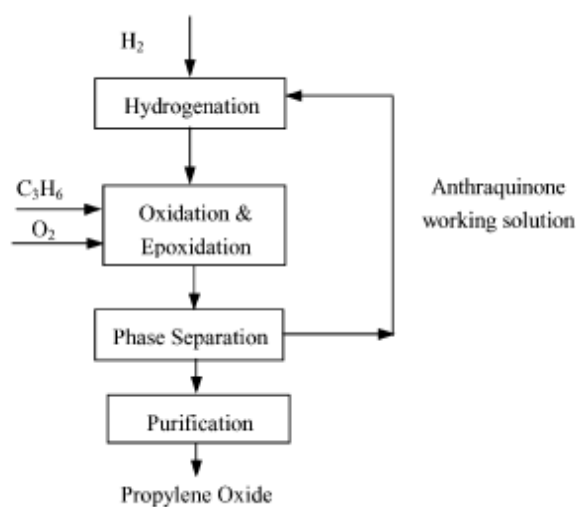 H₂
Hydrogenation
C₃H₆
O₂
Oxidation &
Epoxidation
Anthraquinone
working solution
Phase Separation
Purification
Propylene Oxide